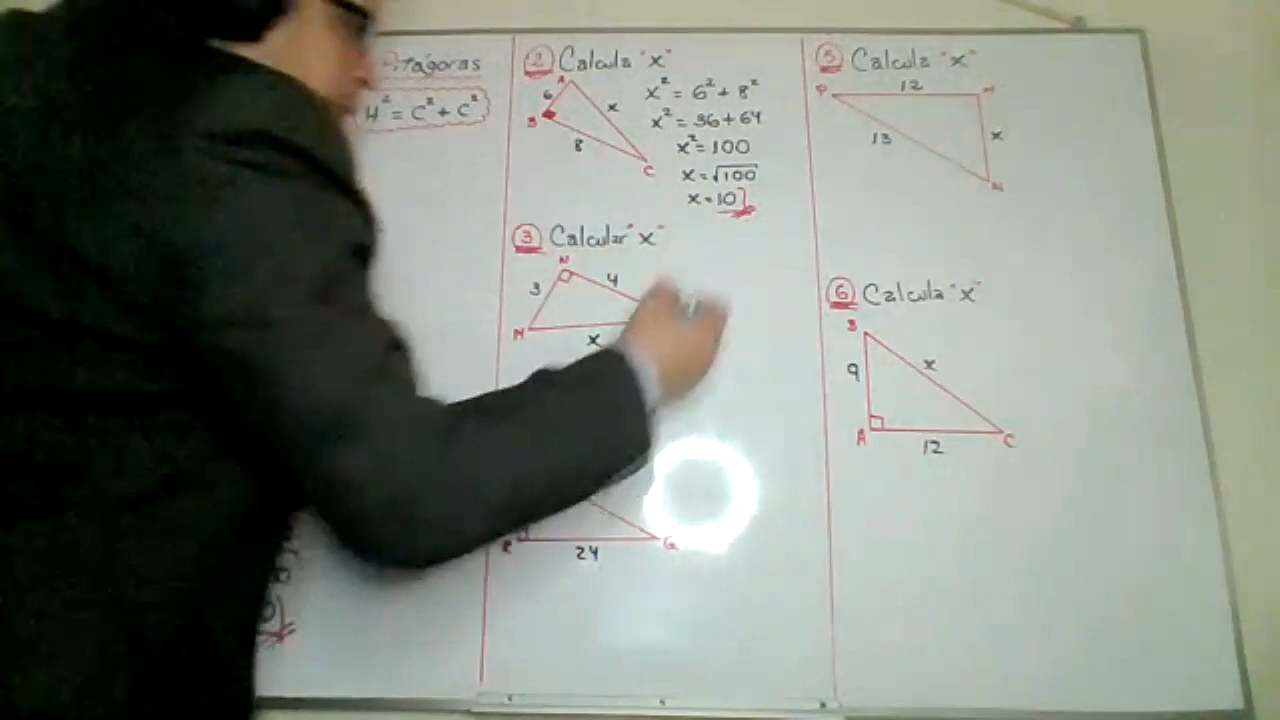 Pitágoras
H² = C² + C²
2 Calcula "x"
A
6
x
B
8
C
x² = 6² + 8²
x² = 36 + 64
x² = 100
x = √100
x = 10
3 Calcular "x"
N
3
4
M
x
R
24
Q
5 Calcula "x"
P
12
M
13
x
N
6 Calcula "x"
B
9
x
A
12
C